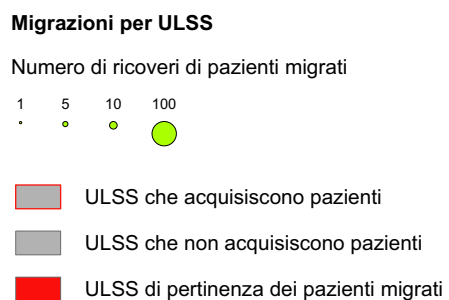 Migrazioni per ULSS
Numero di ricoveri di pazienti migrati
1 5 10 100
ULSS che acquisiscono pazienti
ULSS che non acquisiscono pazienti
ULSS di pertinenza dei pazienti migrati